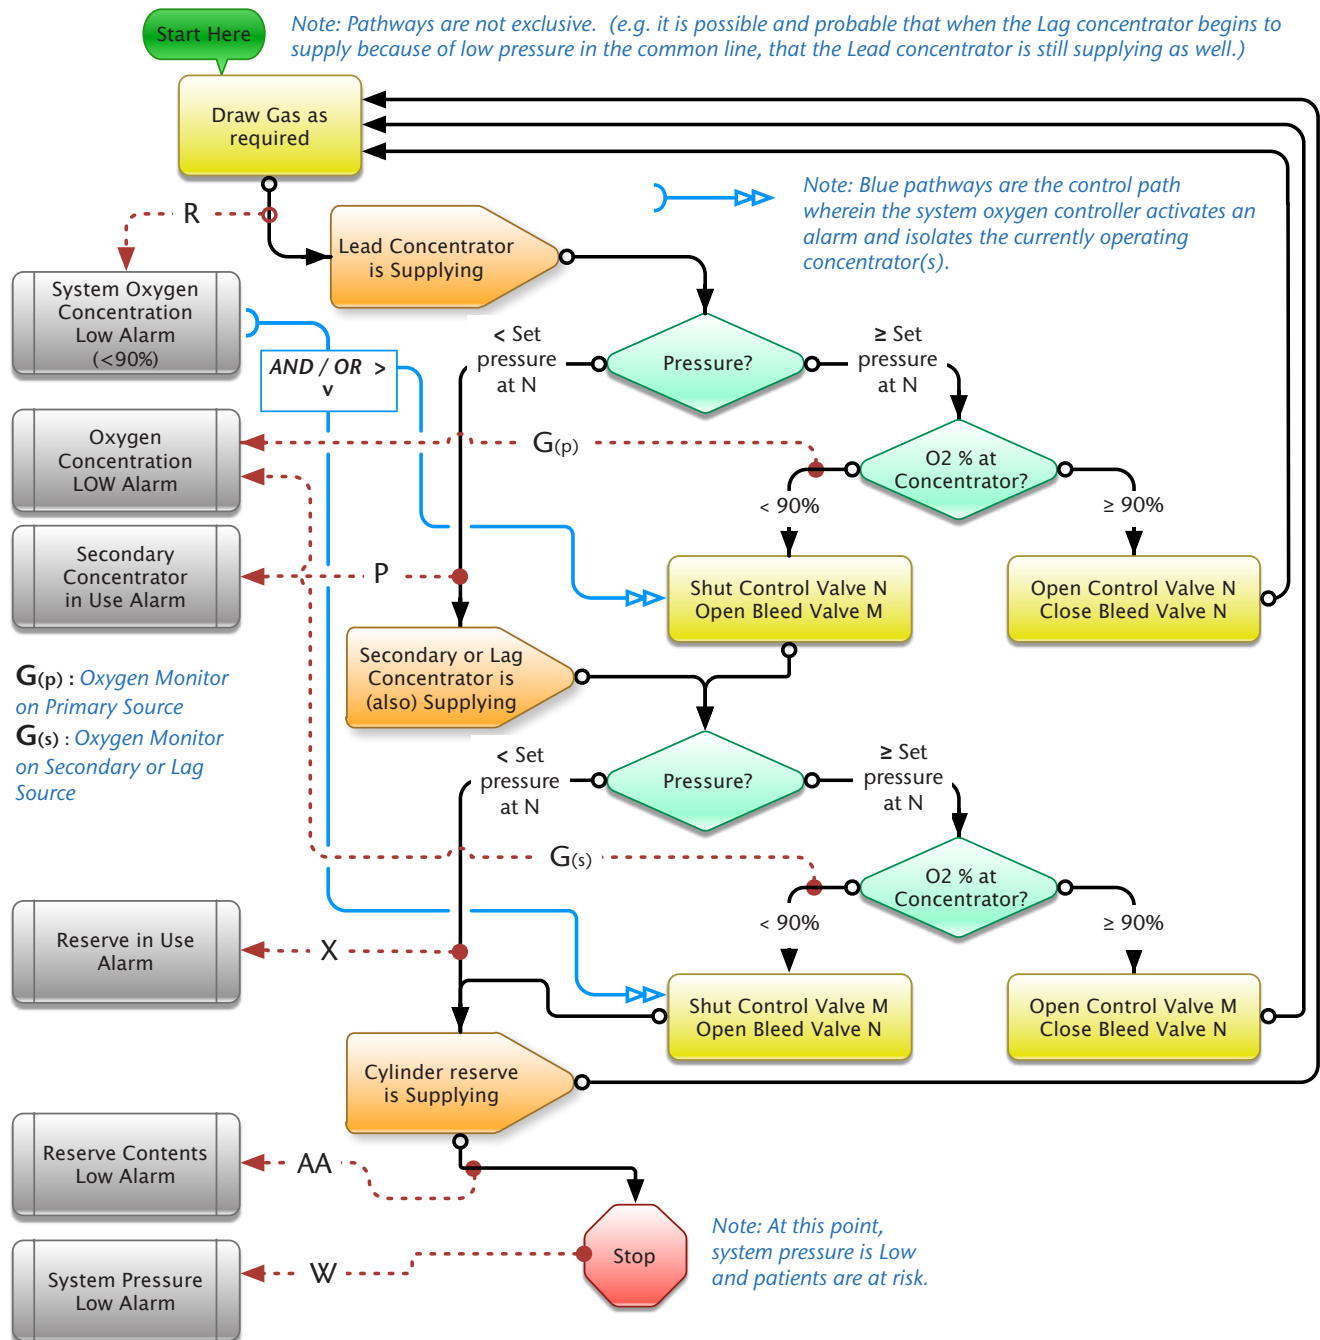 Start Here
Note: Pathways are not exclusive. (e.g. it is possible and probable that when the Lag concentrator begins to
supply because of low pressure in the common line, that the Lead concentrator is still supplying as well.)
Draw Gas as
required
Note: Blue pathways are the control path
wherein the system oxygen controller activates an
alarm and isolates the currently operating
concentrator(s).
R
Lead Concentrator
is Supplying
System Oxygen
Concentration
Low Alarm
(<90%)
AND / OR >
v
< Set
pressure
at N
Pressure?
≥ Set
pressure
at N
Oxygen
Concentration
LOW Alarm
G(p)
O2 % at
Concentrator?
< 90%
≥ 90%
Secondary
Concentrator
in Use Alarm
P
Shut Control Valve N
Open Bleed Valve M
Open Control Valve N
Close Bleed Valve N
G(p) : Oxygen Monitor
on Primary Source
G(s) : Oxygen Monitor
on Secondary or Lag
Source
Secondary or Lag
Concentrator is
(also) Supplying
< Set
pressure
at N
Pressure?
≥ Set
pressure
at N
G(s)
O2 % at
Concentrator?
< 90%
≥ 90%
Reserve in Use
Alarm
X
Shut Control Valve M
Open Bleed Valve N
Open Control Valve M
Close Bleed Valve N
Cylinder reserve
is Supplying
Reserve Contents
Low Alarm
AA
System Pressure
Low Alarm
W
Stop
Note: At this point,
system pressure is Low
and patients are at risk.